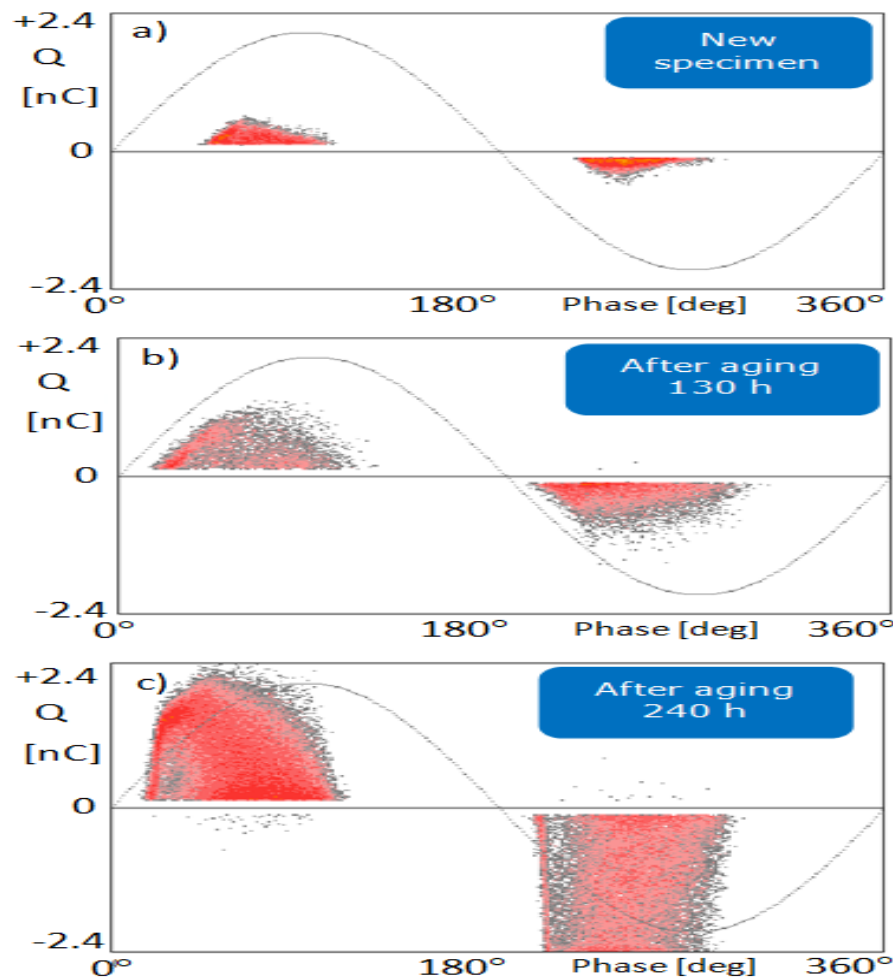 +2.4
a)
New
specimen
Q
[nC]
0
-2.4
0°
180°
Phase [deg]
360°
+2.4
b)
After aging
130 h
Q
[nC]
0
-2.4
0°
180°
Phase [deg]
360°
+2.4
c)
After aging
240 h
Q
[nC]
0
-2.4
0°
180°
Phase [deg]
360°